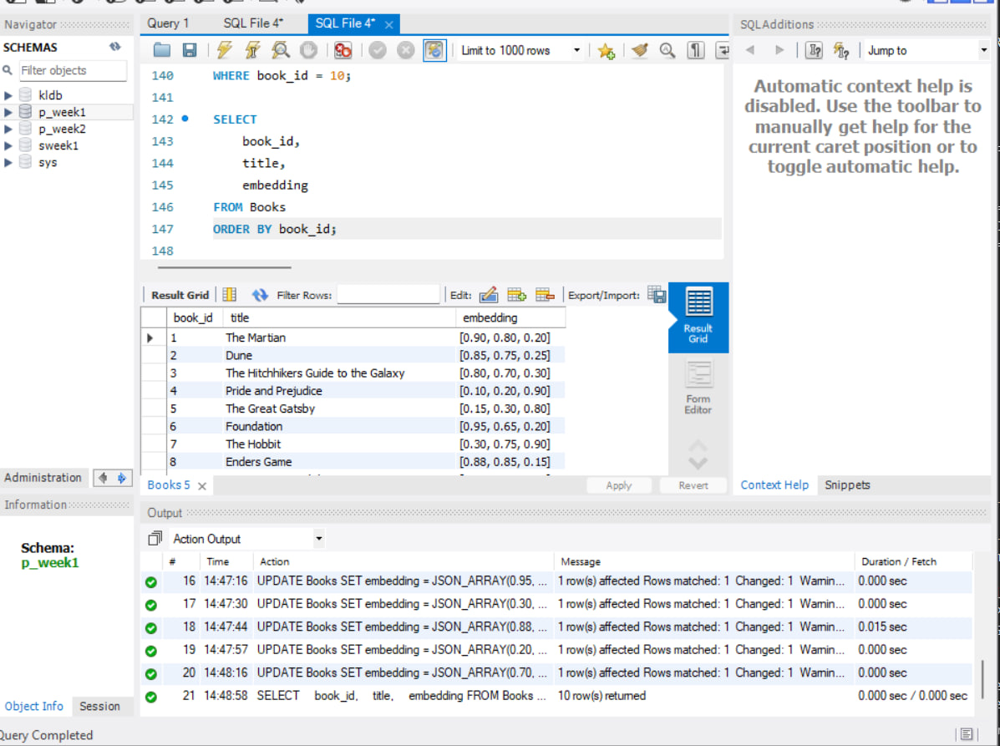 Navigator
SCHEMAS
Filter objects
kldb
p_week1
p_week2
sweek1
sys
Administration
Information
Schema:
p_week1
Object Info Session
Query Completed
Query 1 SQL File 4* SQL File 4*
Limit to 1000 rows
140 WHERE book_id = 10;
141
142 SELECT
143 book_id,
144 title,
145 embedding
146 FROM Books
147 ORDER BY book_id;
148
Result Grid Filter Rows: Edit: Export/Import:
book_id title embedding
1 The Martian [0.90, 0.80, 0.20]
2 Dune [0.85, 0.75, 0.25]
3 The Hitchhikers Guide to the Galaxy [0.80, 0.70, 0.30]
4 Pride and Prejudice [0.10, 0.20, 0.90]
5 The Great Gatsby [0.15, 0.30, 0.80]
6 Foundation [0.95, 0.65, 0.20]
7 The Hobbit [0.30, 0.75, 0.90]
8 Enders Game [0.88, 0.85, 0.15]
Result
Grid
Form
Editor
Books 5 Apply Revert
SQLAdditions
Jump to
Automatic context help is
disabled. Use the toolbar to
manually get help for the
current caret position or to
toggle automatic help.
Context Help Snippets
Output
Action Output
# Time Action Message Duration / Fetch
16 14:47:16 UPDATE Books SET embedding = JSON_ARRAY(0.95, ... 1 row(s) affected Rows matched: 1 Changed: 1 Warnin... 0.000 sec
17 14:47:30 UPDATE Books SET embedding = JSON_ARRAY(0.30, ... 1 row(s) affected Rows matched: 1 Changed: 1 Warnin... 0.000 sec
18 14:47:44 UPDATE Books SET embedding = JSON_ARRAY(0.88, ... 1 row(s) affected Rows matched: 1 Changed: 1 Warnin... 0.015 sec
19 14:47:57 UPDATE Books SET embedding = JSON_ARRAY(0.20, ... 1 row(s) affected Rows matched: 1 Changed: 1 Warnin... 0.000 sec
20 14:48:16 UPDATE Books SET embedding = JSON_ARRAY(0.70, ... 1 row(s) affected Rows matched: 1 Changed: 1 Warnin... 0.000 sec
21 14:48:58 SELECT book_id, title, embedding FROM Books ... 10 row(s) returned 0.000 sec / 0.000 sec